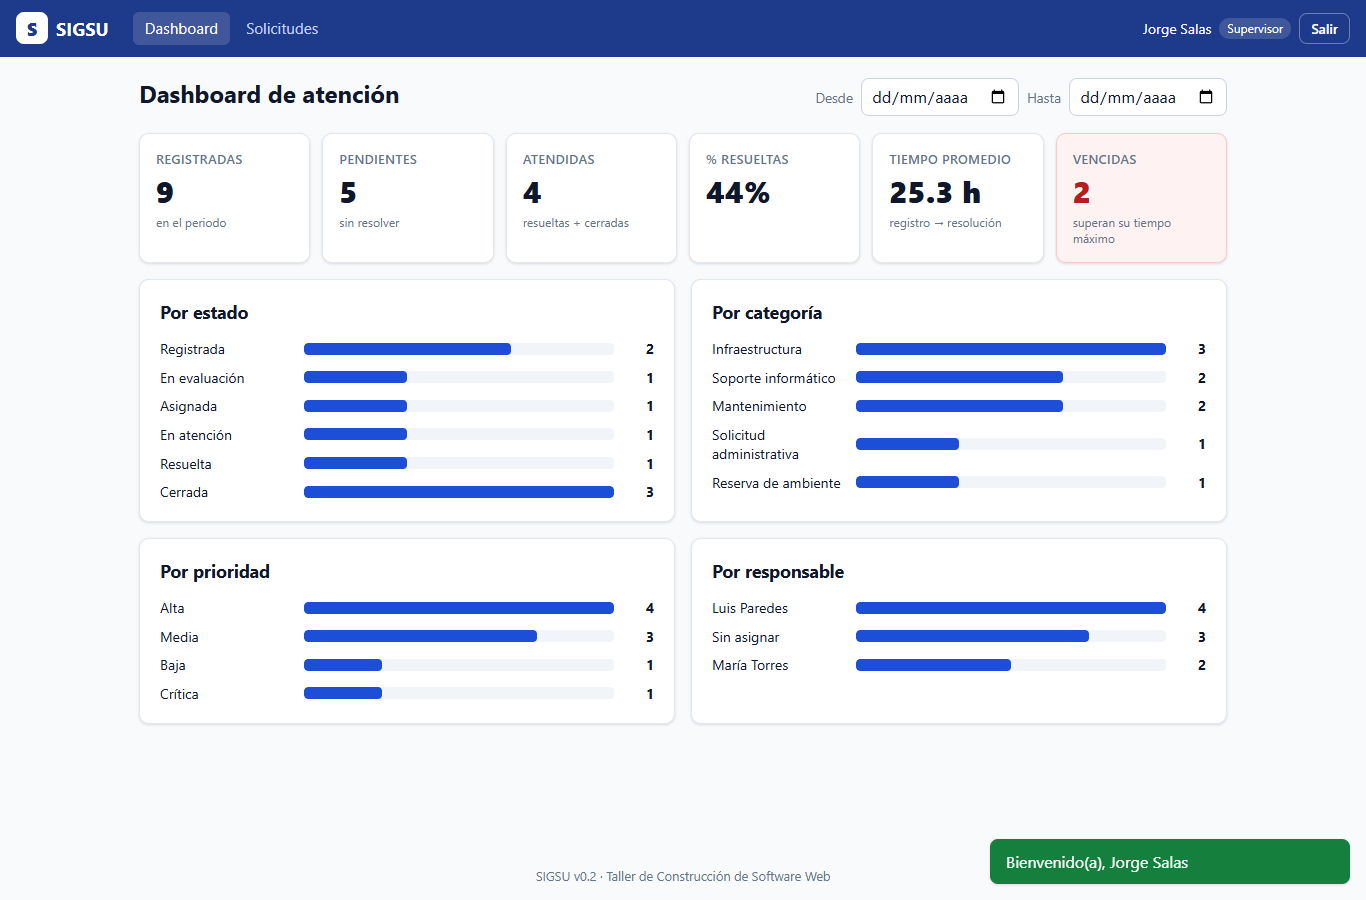 S SIGSU Dashboard Solicitudes Jorge Salas Supervisor Salir
Dashboard de atención Desde dd/mm/aaaa Hasta dd/mm/aaaa
REGISTRADAS
9
en el periodo
PENDIENTES
5
sin resolver
ATENDIDAS
4
resueltas + cerradas
% RESUELTAS
44%
TIEMPO PROMEDIO
25.3 h
registro → resolución
VENCIDAS
2
superan su tiempo
máximo
Por estado
Registrada 2
En evaluación 1
Asignada 1
En atención 1
Resuelta 1
Cerrada 3
Por categoría
Infraestructura 3
Soporte informático 2
Mantenimiento 2
Solicitud
administrativa 1
Reserva de ambiente 1
Por prioridad
Alta 4
Media 3
Baja 1
Crítica 1
Por responsable
Luis Paredes 4
Sin asignar 3
María Torres 2
Bienvenido(a), Jorge Salas
SIGSU v0.2 · Taller de Construcción de Software Web